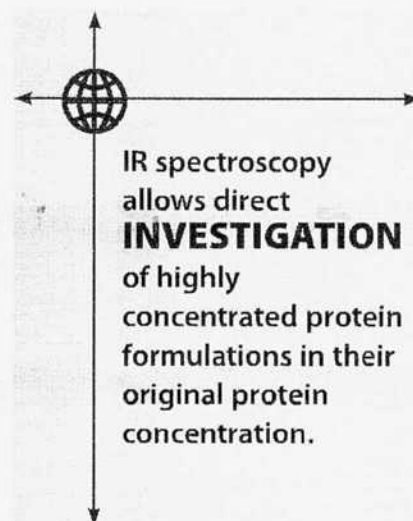 IR spectroscopy
allows direct
INVESTIGATION
of highly
concentrated protein
formulations in their
original protein
concentration.